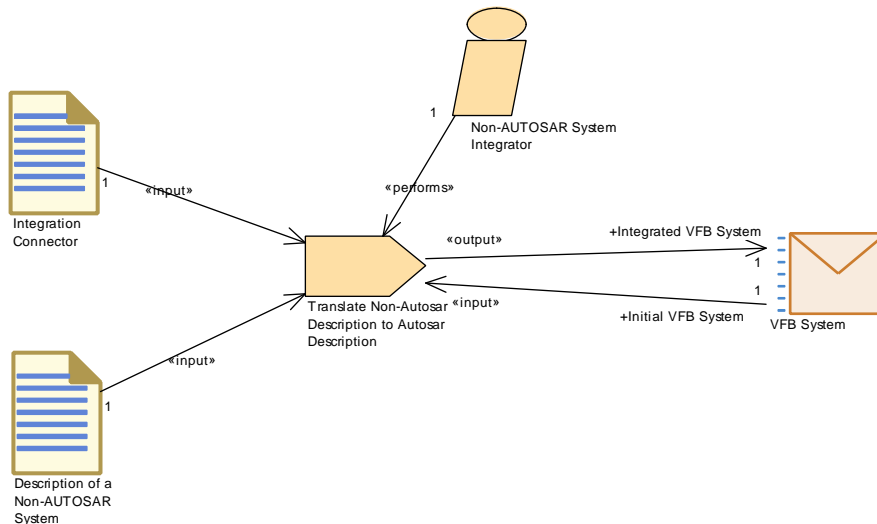 1
Non-AUTOSAR System
Integrator
1
«input»
«performs»
Integration
Connector
«output»
+Integrated VFB System
1
1
«input»
+Initial VFB System
VFB System
Translate Non-Autosar
Description to Autosar
Description
«input»
1
Description of a
Non-AUTOSAR
System